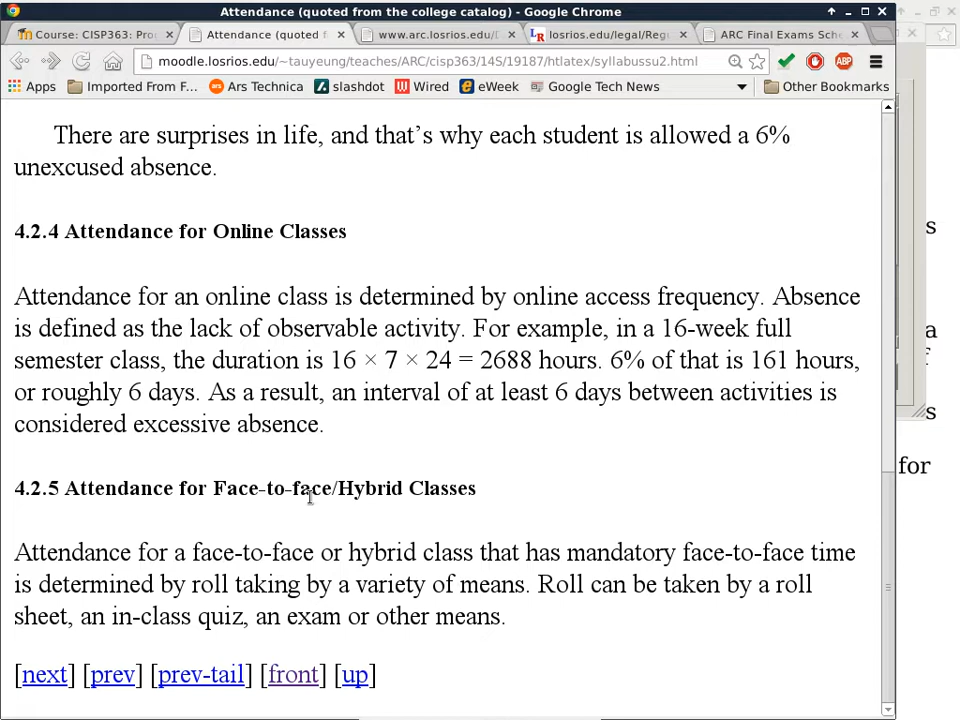 Attendance (quoted from the college catalog) - Google Chrome
Course: CISP363: Pro
Attendance (quoted f
www.arc.losrios.edu/D
losrios.edu/legal/Reg
ARC Final Exams Sche
moodle.losrios.edu/~tauyeung/teaches/ARC/cisp363/14S/19187/htlatex/syllabussu2.html
ABP
Apps
Imported From F...
Ars Technica
slashdot
Wired
eWeek
Google Tech News
Other Bookmarks
There are surprises in life, and that’s why each student is allowed a 6%
unexcused absence.
4.2.4 Attendance for Online Classes
Attendance for an online class is determined by online access frequency. Absence
is defined as the lack of observable activity. For example, in a 16-week full
semester class, the duration is 16 × 7 × 24 = 2688 hours. 6% of that is 161 hours,
or roughly 6 days. As a result, an interval of at least 6 days between activities is
considered excessive absence.
4.2.5 Attendance for Face-to-face/Hybrid Classes
Attendance for a face-to-face or hybrid class that has mandatory face-to-face time
is determined by roll taking by a variety of means. Roll can be taken by a roll
sheet, an in-class quiz, an exam or other means.
[next] [prev] [prev-tail] [front] [up]
s
a
f
s
for